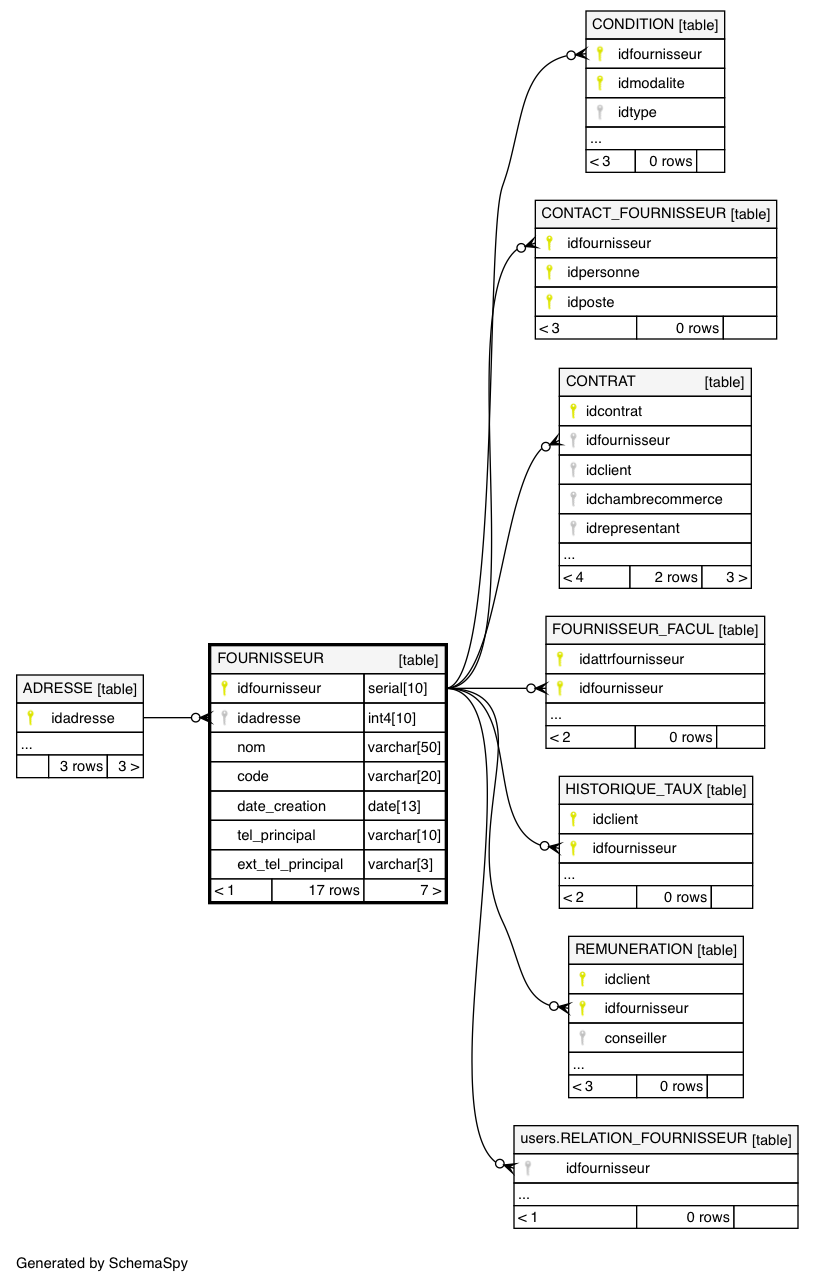 CONDITION [table]
idfournisseur
idmodalite
idtype
...
< 3 0 rows
CONTACT_FOURNISSEUR [table]
idfournisseur
idpersonne
idposte
< 3 0 rows
CONTRAT [table]
idcontrat
idfournisseur
idclient
idchambrecommerce
idrepresentant
...
< 4 2 rows 3 >
ADRESSE [table]
idadresse
...
3 rows 3 >
FOURNISSEUR [table]
idfournisseur serial[10]
idadresse int4[10]
nom varchar[50]
code varchar[20]
date_creation date[13]
tel_principal varchar[10]
ext_tel_principal varchar[3]
< 1 17 rows 7 >
FOURNISSEUR_FACUL [table]
idattrfournisseur
idfournisseur
...
< 2 0 rows
HISTORIQUE_TAUX [table]
idclient
idfournisseur
...
< 2 0 rows
REMUNERATION [table]
idclient
idfournisseur
conseiller
...
< 3 0 rows
users.RELATION_FOURNISSEUR [table]
idfournisseur
...
< 1 0 rows
Generated by SchemaSpy